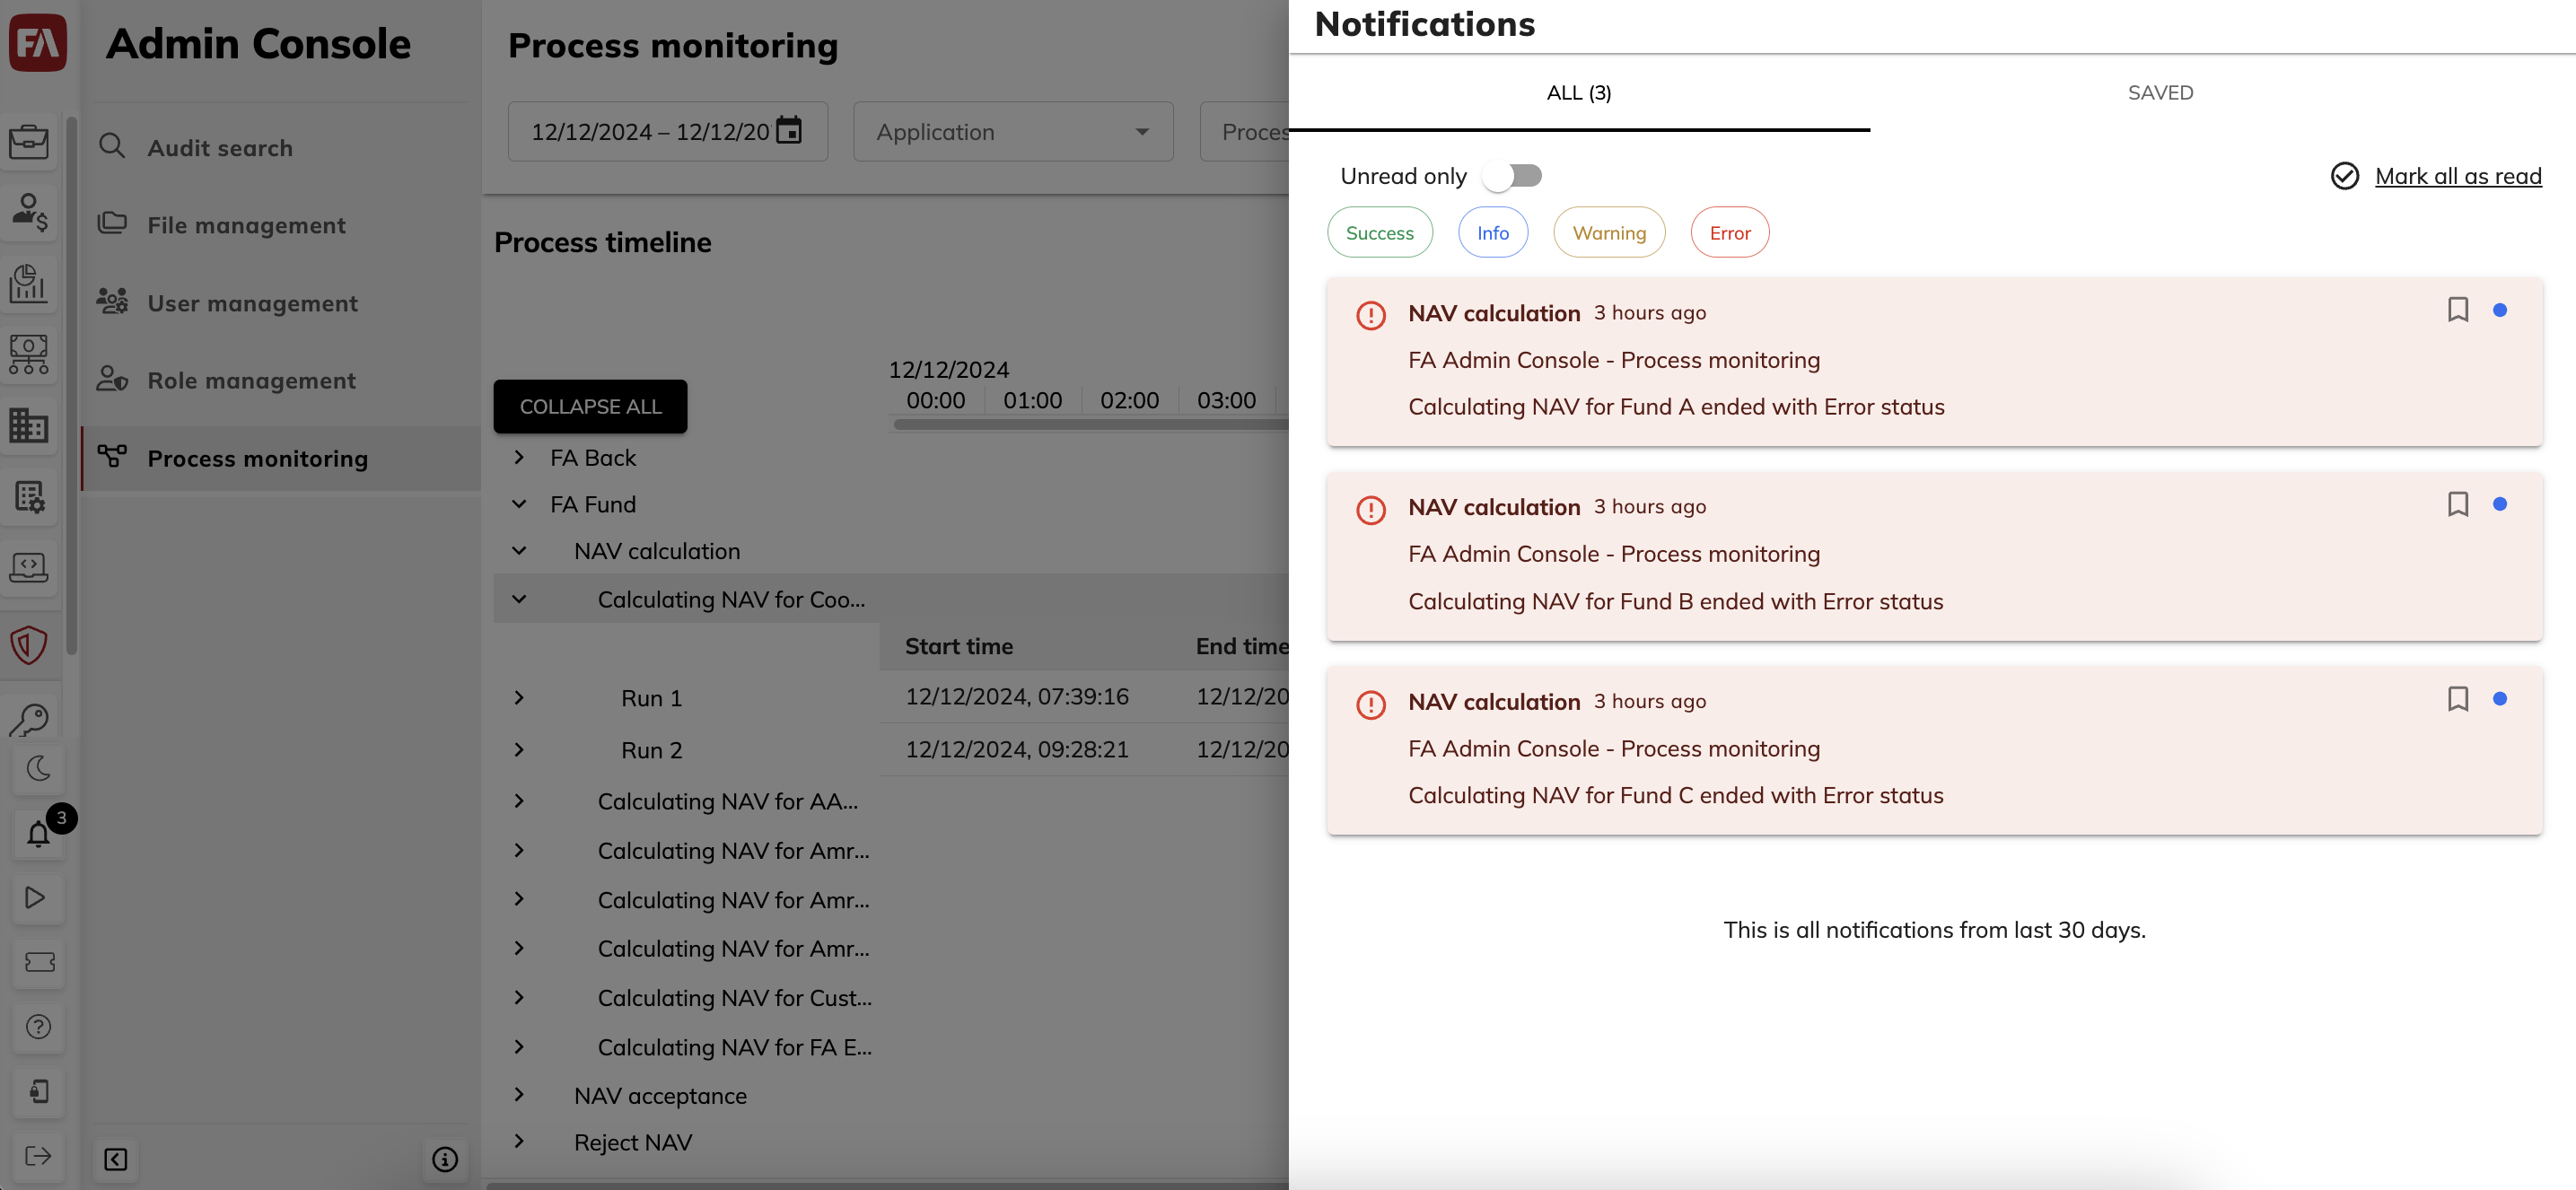 FA
Admin Console
Audit search
File management
User management
Role management
Process monitoring
3
Process monitoring
12/12/2024 – 12/12/20
Application
Proces
Process timeline
12/12/2024
COLLAPSE ALL
00:00 01:00 02:00 03:00
FA Back
FA Fund
NAV calculation
Calculating NAV for Coo...
Start time End time
Run 1 12/12/2024, 07:39:16 12/12/20
Run 2 12/12/2024, 09:28:21 12/12/20
Calculating NAV for AA...
Calculating NAV for Amr...
Calculating NAV for Amr...
Calculating NAV for Amr...
Calculating NAV for Cust...
Calculating NAV for FA E...
NAV acceptance
Reject NAV
Notifications
ALL (3) SAVED
Unread only Mark all as read
Success Info Warning Error
NAV calculation 3 hours ago
FA Admin Console - Process monitoring
Calculating NAV for Fund A ended with Error status
NAV calculation 3 hours ago
FA Admin Console - Process monitoring
Calculating NAV for Fund B ended with Error status
NAV calculation 3 hours ago
FA Admin Console - Process monitoring
Calculating NAV for Fund C ended with Error status
This is all notifications from last 30 days.